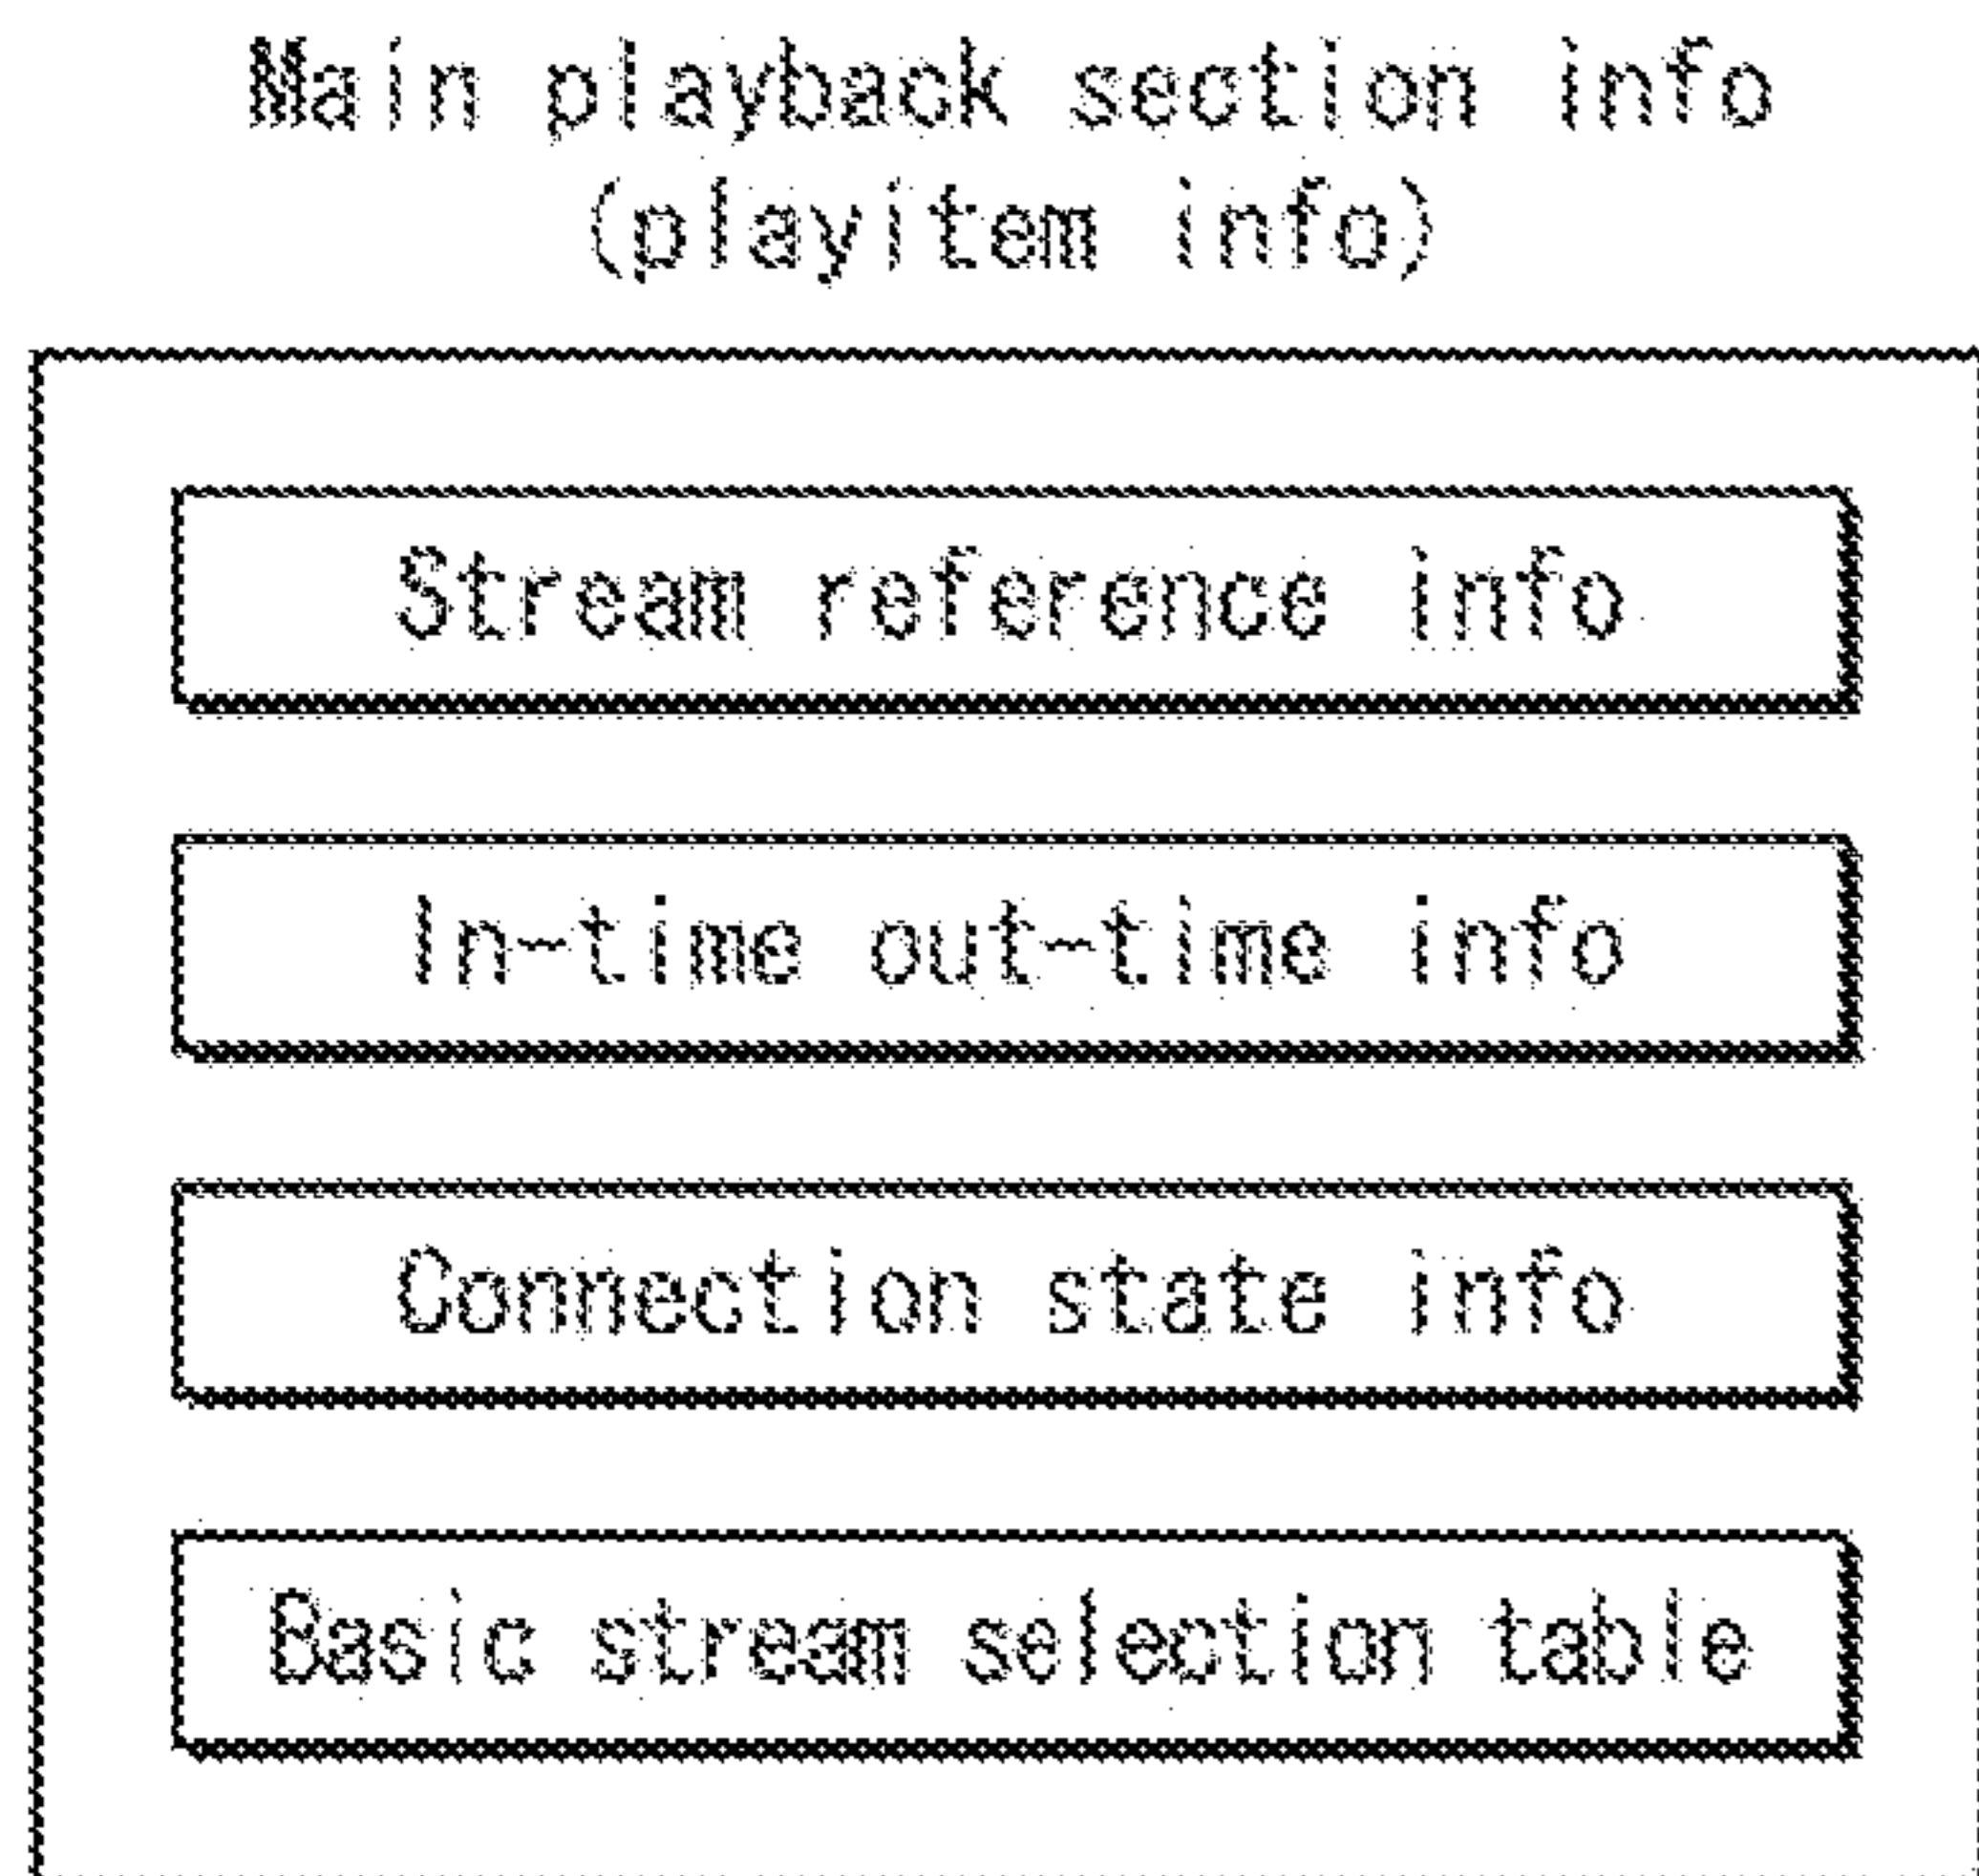 Main playback section info
(playitem info)
Stream reference info
In-time out-time info
Connection state info
Basic stream selection table